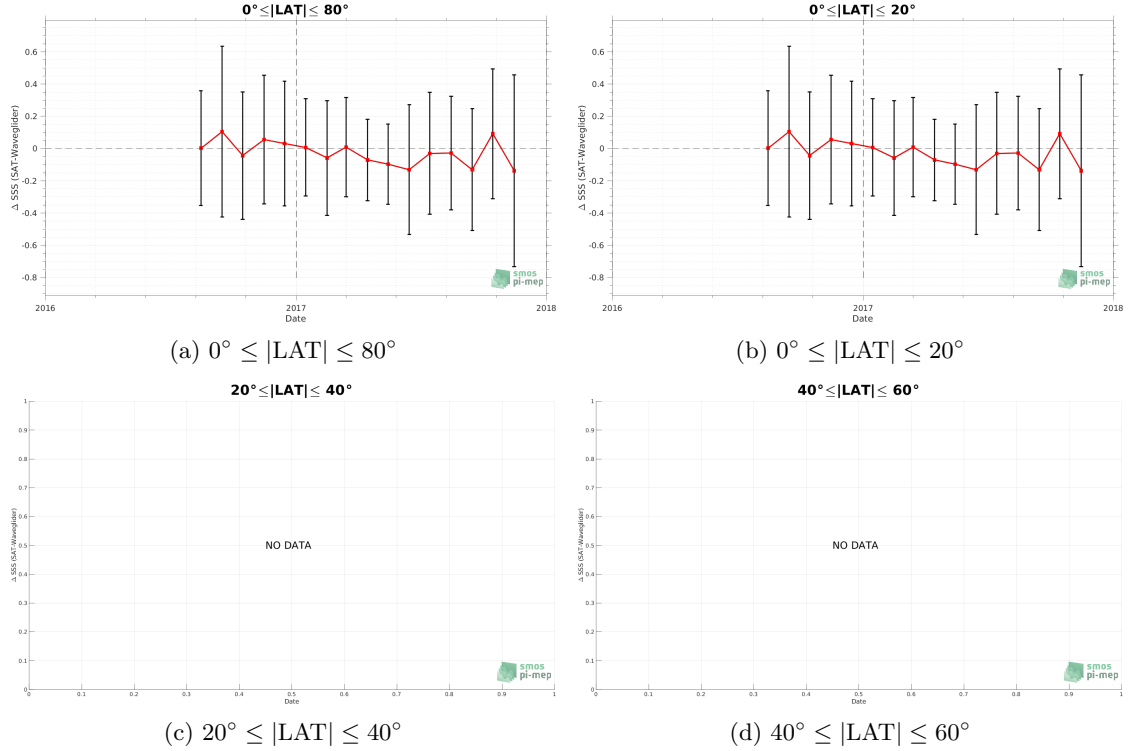 0°≤|LAT|≤ 80°
0.6
0.4
0.2
0
-0.2
-0.4
-0.6
-0.8
Δ SSS (SAT-Waveglider)
2016
2017
2018
Date
smos
pi-mep
(a) 0° ≤ |LAT| ≤ 80°
0°≤|LAT|≤ 20°
0.6
0.4
0.2
0
-0.2
-0.4
-0.6
-0.8
Δ SSS (SAT-Waveglider)
2016
2017
2018
Date
smos
pi-mep
(b) 0° ≤ |LAT| ≤ 20°
20°≤|LAT|≤ 40°
1
0.9
0.8
0.7
0.6
0.5
0.4
0.3
0.2
0.1
0
Δ SSS (SAT-Waveglider)
NO DATA
0 0.1 0.2 0.3 0.4 0.5 0.6 0.7 0.8 0.9 1
Date
smos
pi-mep
(c) 20° ≤ |LAT| ≤ 40°
40°≤|LAT|≤ 60°
1
0.9
0.8
0.7
0.6
0.5
0.4
0.3
0.2
0.1
0
Δ SSS (SAT-Waveglider)
NO DATA
0 0.1 0.2 0.3 0.4 0.5 0.6 0.7 0.8 0.9 1
Date
smos
pi-mep
(d) 40° ≤ |LAT| ≤ 60°